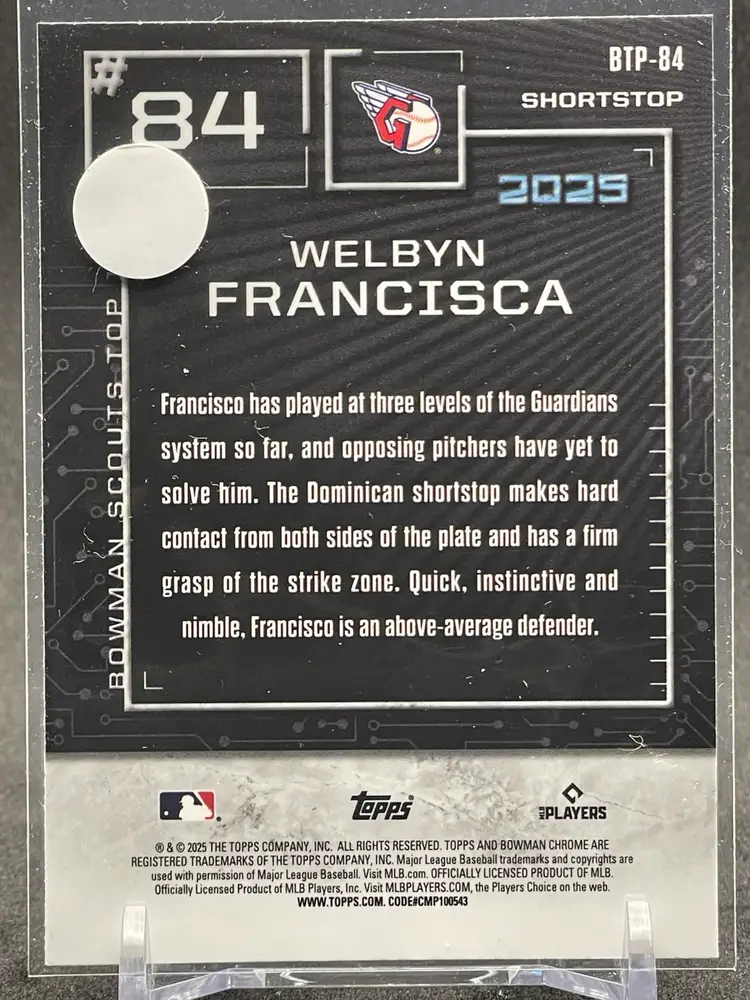 #84
BTP-84
SHORTSTOP
2025
WELBYN
FRANCISCA
BOWMAN SCOUTS TOP
Francisco has played at three levels of the Guardians
system so far, and opposing pitchers have yet to
solve him. The Dominican shortstop makes hard
contact from both sides of the plate and has a firm
grasp of the strike zone. Quick, instinctive and
nimble, Francisco is an above-average defender.
topps
MLB PLAYERS
® & © 2025 THE TOPPS COMPANY, INC. ALL RIGHTS RESERVED. TOPPS AND BOWMAN CHROME ARE
REGISTERED TRADEMARKS OF THE TOPPS COMPANY, INC. Major League Baseball trademarks and copyrights are
used with permission of Major League Baseball. Visit MLB.com. OFFICIALLY LICENSED PRODUCT OF MLB.
Officially Licensed Product of MLB Players, Inc. Visit MLBPLAYERS.COM, the Players Choice on the web.
WWW.TOPPS.COM. CODE#CMP100543